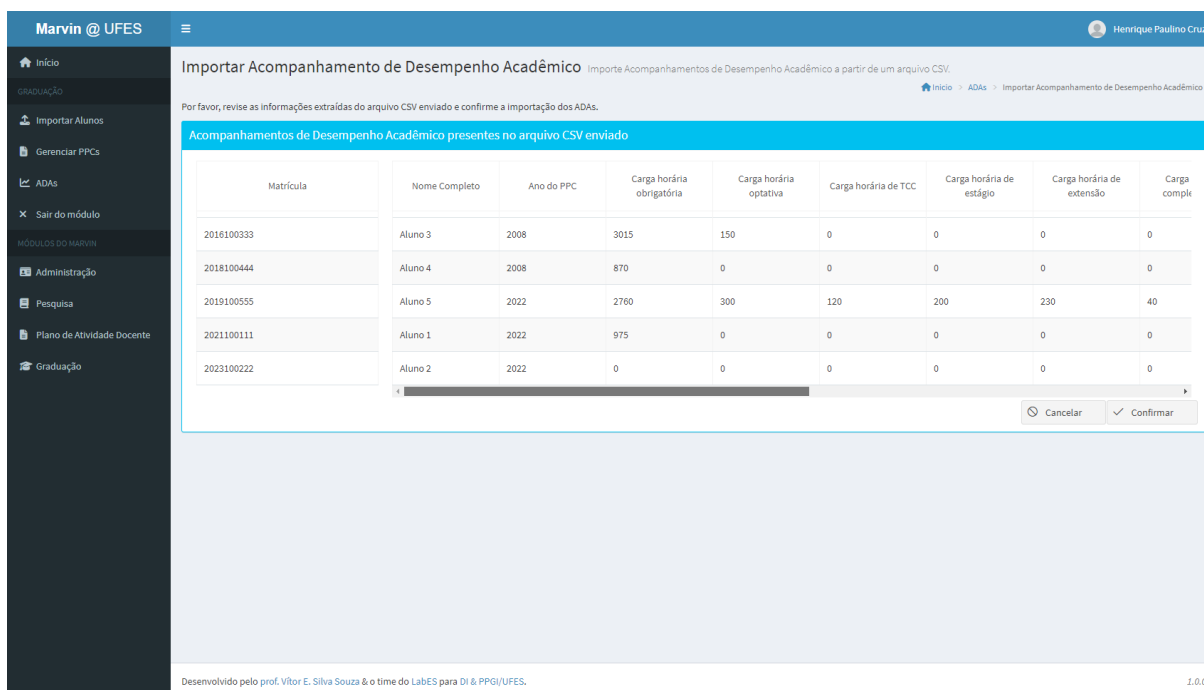 Marvin @ UFES
Henrique Paulino Cruz
Início
GRADUAÇÃO
Importar Alunos
Gerenciar PPCs
ADAs
Sair do módulo
MÓDULOS DO MARVIN
Administração
Pesquisa
Plano de Atividade Docente
Graduação
Importar Acompanhamento de Desempenho Acadêmico Importe Acompanhamentos de Desempenho Acadêmico a partir de um arquivo CSV.
Início > ADAs > Importar Acompanhamento de Desempenho Acadêmico
Por favor, revise as informações extraídas do arquivo CSV enviado e confirme a importação dos ADAs.
Acompanhamentos de Desempenho Acadêmico presentes no arquivo CSV enviado
Matrícula Nome Completo Ano do PPC Carga horária obrigatória Carga horária optativa Carga horária de TCC Carga horária de estágio Carga horária de extensão Carga comple
2016100333 Aluno 3 2008 3015 150 0 0 0 0
2018100444 Aluno 4 2008 870 0 0 0 0 0
2019100555 Aluno 5 2022 2760 300 120 200 230 40
2021100111 Aluno 1 2022 975 0 0 0 0 0
2023100222 Aluno 2 2022 0 0 0 0 0 0
Cancelar Confirmar
Desenvolvido pelo prof. Vítor E. Silva Souza & o time do LabES para DI & PPGI/UFES. 1.0.0